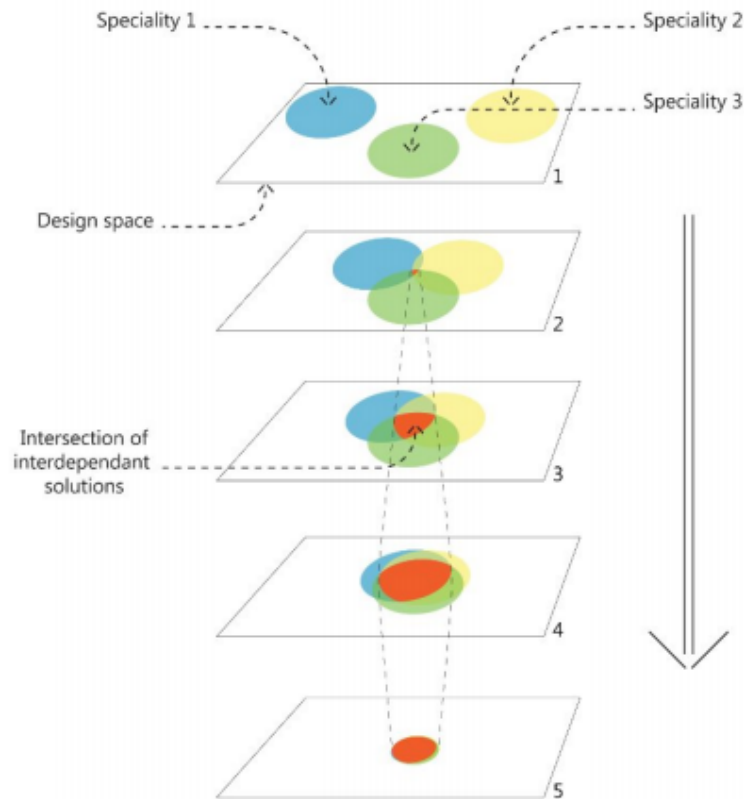 Speciality 1
Speciality 2
Speciality 3
1
Design space
2
Intersection of
interdependant
solutions
3
4
5